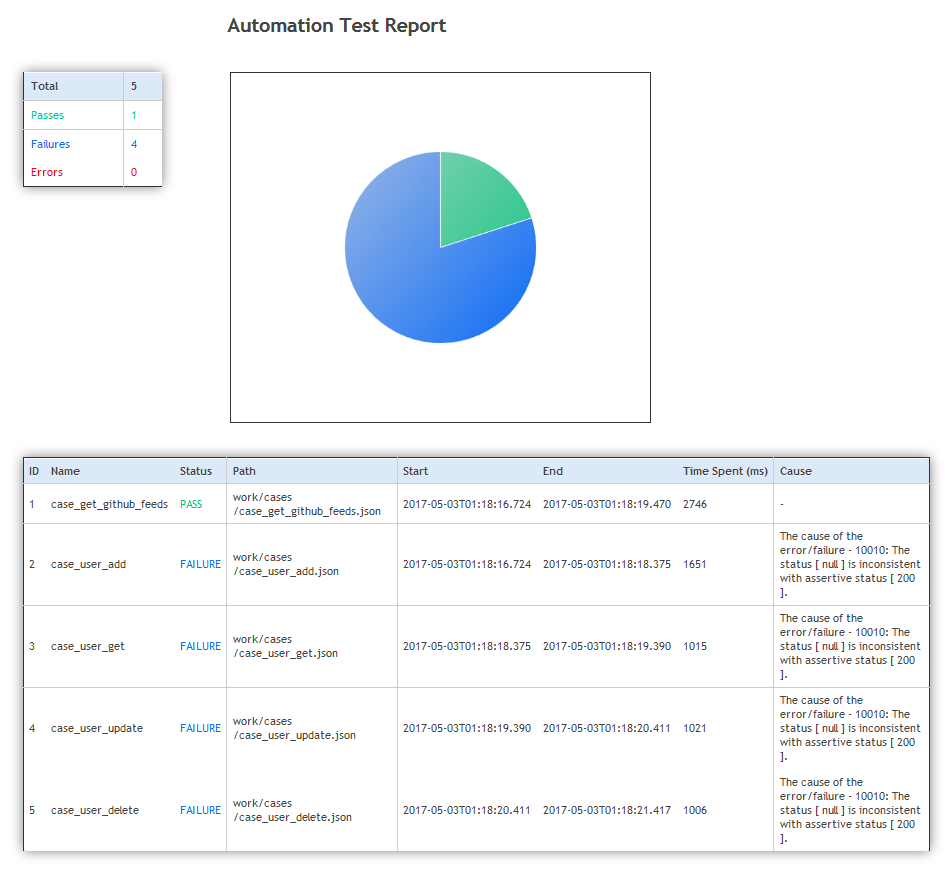 Automation Test Report
Total 5
Passes 1
Failures 4
Errors 0
ID Name Status Path Start End Time Spent (ms) Cause
1 case_get_github_feeds PASS work/cases 2017-05-03T01:18:16.724 2017-05-03T01:18:19.470 2746 -
/case_get_github_feeds.json
2 case_user_add FAILURE work/cases 2017-05-03T01:18:16.724 2017-05-03T01:18:18.375 1651 The cause of the
/case_user_add.json error/failure - 10010: The
status [ null ] is inconsistent
with assertive status [ 200
].
3 case_user_get FAILURE work/cases 2017-05-03T01:18:18.375 2017-05-03T01:18:19.390 1015 The cause of the
/case_user_get.json error/failure - 10010: The
status [ null ] is inconsistent
with assertive status [ 200
].
4 case_user_update FAILURE work/cases 2017-05-03T01:18:19.390 2017-05-03T01:18:20.411 1021 The cause of the
/case_user_update.json error/failure - 10010: The
status [ null ] is inconsistent
with assertive status [ 200
].
5 case_user_delete FAILURE work/cases 2017-05-03T01:18:20.411 2017-05-03T01:18:21.417 1006 The cause of the
/case_user_delete.json error/failure - 10010: The
status [ null ] is inconsistent
with assertive status [ 200
].